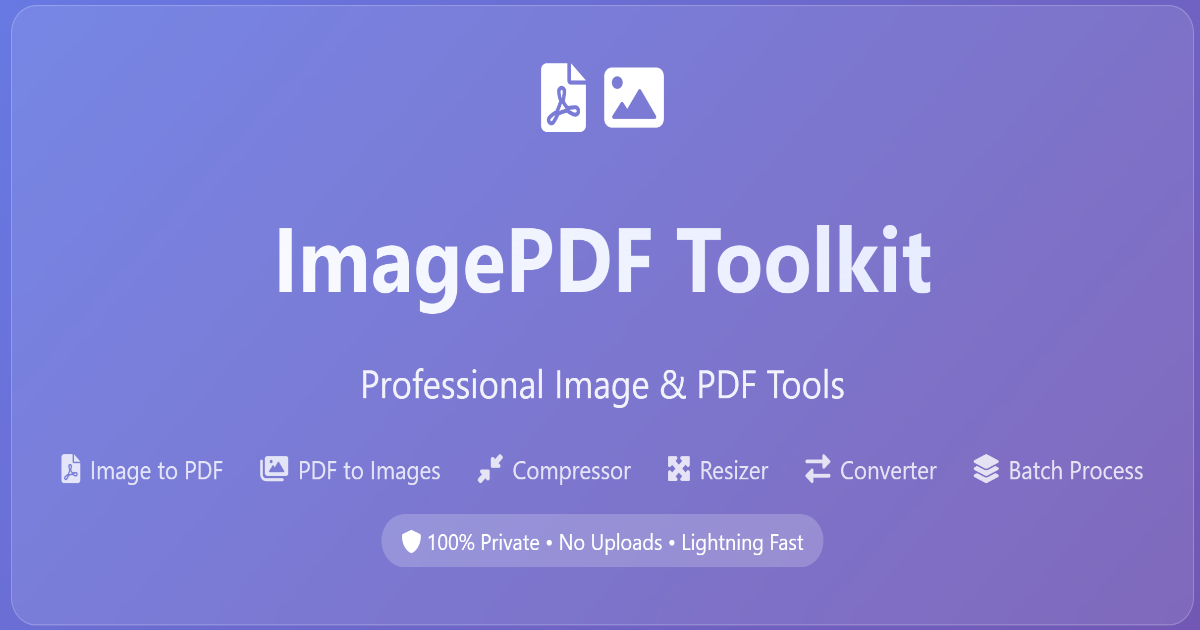 ImagePDF Toolkit
Professional Image & PDF Tools
Image to PDF PDF to Images Compressor Resizer Converter Batch Process
100% Private • No Uploads • Lightning Fast